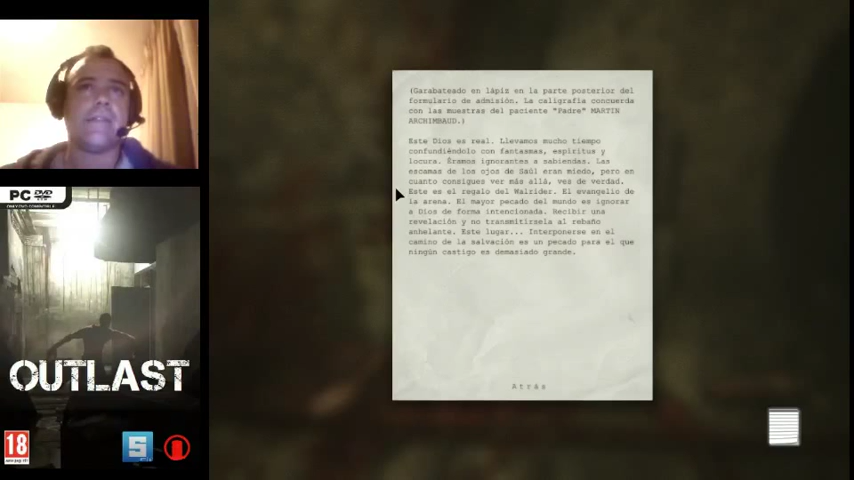 (Garabateado en lápiz en la parte posterior del
formulario de admisión. La caligrafía concuerda
con las muestras del paciente "Padre" MARTIN
ARCHIMBAUD.)
Este Dios es real. Llevamos mucho tiempo
confundiéndolo con fantasmas, espíritus y
locura. Éramos ignorantes a sabiendas. Las
escamas de los ojos de Saúl eran miedo, pero en
cuanto consigues ver más allá, ves de verdad.
Este es el regalo del Walrider. El evangelio de
la arena. El mayor pecado del mundo es ignorar
a Dios de forma intencionada. Recibir una
revelación y no transmitírsela al rebaño
anhelante. Este lugar... Interponerse en el
camino de la salvación es un pecado para el que
ningún castigo es demasiado grande.
Atrás
PC DVD
OUTLAST
18
S